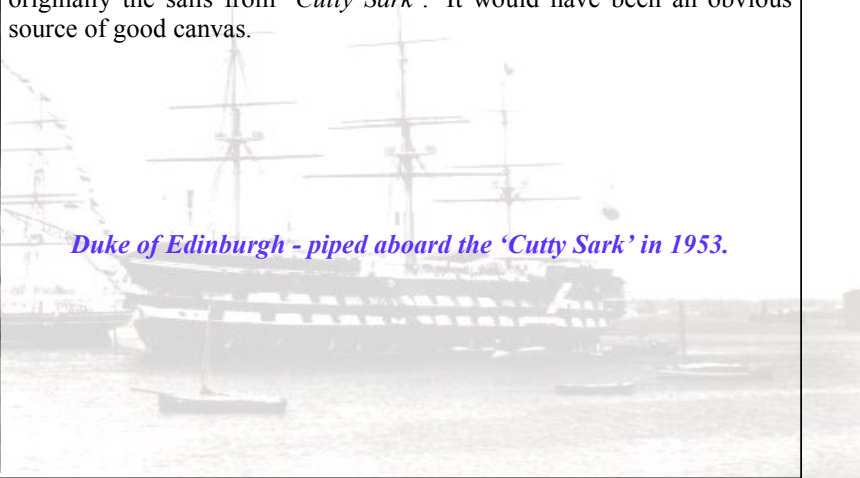 originally the sails from ‘Cutty Sark’. It would have been an obvious
source of good canvas.
Duke of Edinburgh - piped aboard the ‘Cutty Sark’ in 1953.